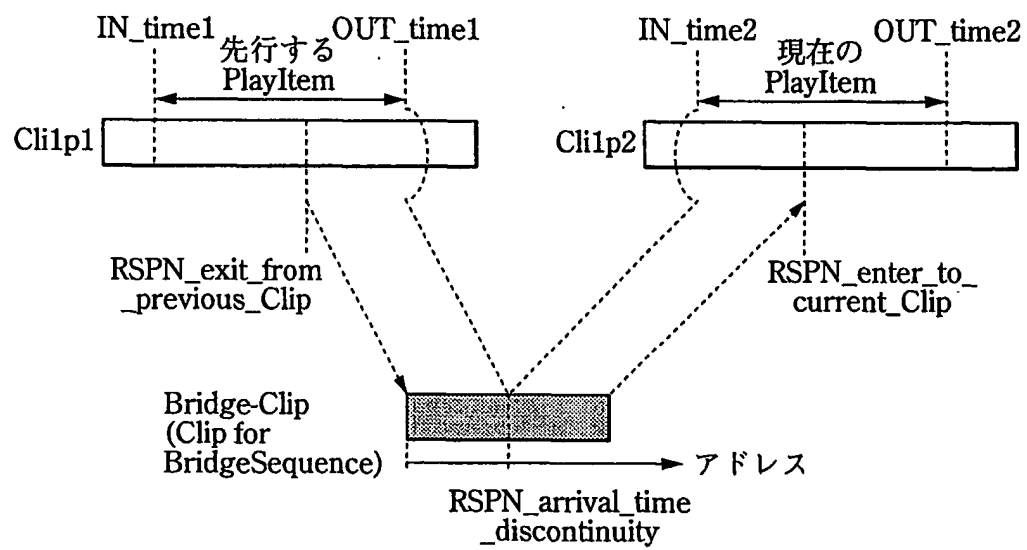 IN_time1
OUT_time1
IN_time2
OUT_time2
先行する
PlayItem
現在の
PlayItem
Cli1p1
Cli1p2
RSPN_exit_from
_previous_Clip
RSPN_enter_to_
current_Clip
Bridge-Clip
(Clip for
BridgeSequence)
アドレス
RSPN_arrival_time
_discontinuity